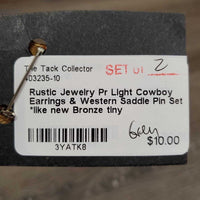 The Tack Collector
403235-10
SET of 2
Rustic Jewelry Pr Light Cowboy
Earrings & Western Saddle Pin Set
*like new Bronze tiny
3YATK8
$10.00